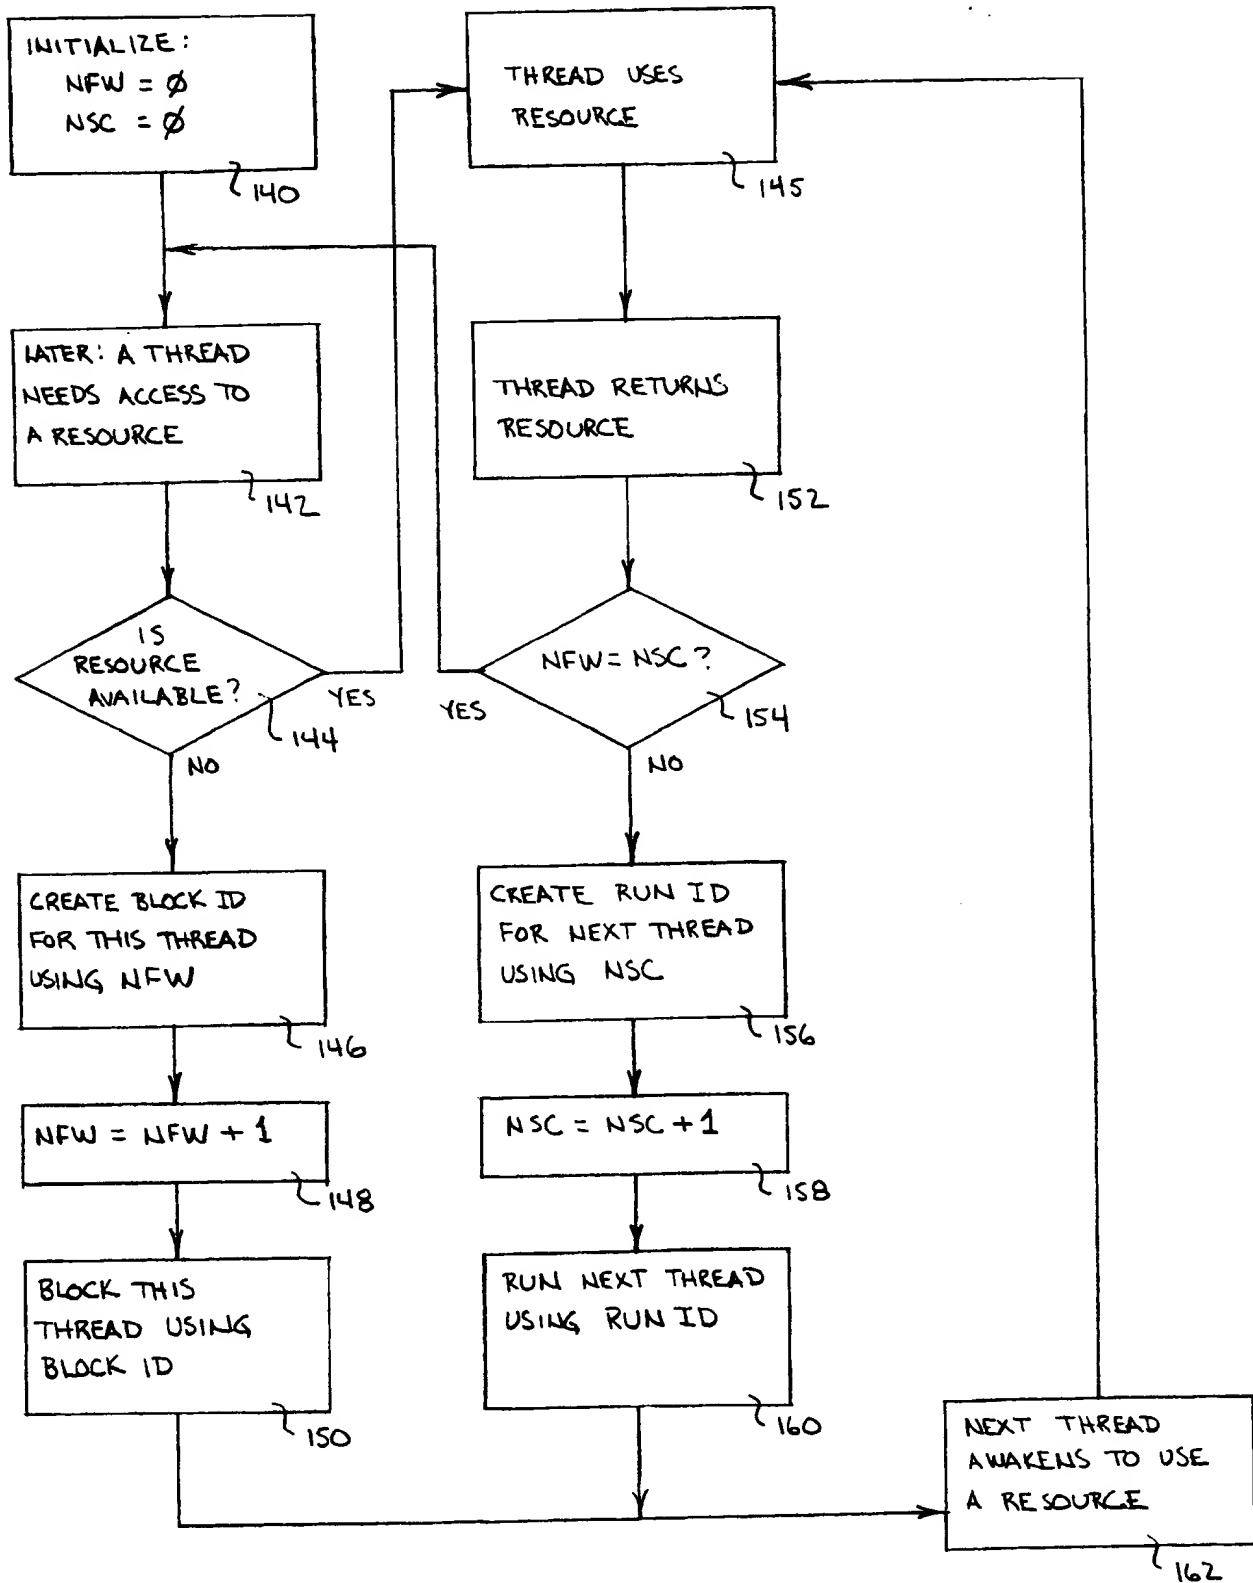 INITIALIZE:
NFW = Ø
NSC = Ø
140
THREAD USES
RESOURCE
145
LATER: A THREAD
NEEDS ACCESS TO
A RESOURCE
142
THREAD RETURNS
RESOURCE
152
IS
RESOURCE
AVAILABLE?
YES
144
NO
NFW = NSC?
YES
154
NO
CREATE BLOCK ID
FOR THIS THREAD
USING NFW
146
CREATE RUN ID
FOR NEXT THREAD
USING NSC
156
NFW = NFW + 1
148
NSC = NSC + 1
158
BLOCK THIS
THREAD USING
BLOCK ID
150
RUN NEXT THREAD
USING RUN ID
160
NEXT THREAD
AWAKENS TO USE
A RESOURCE
162